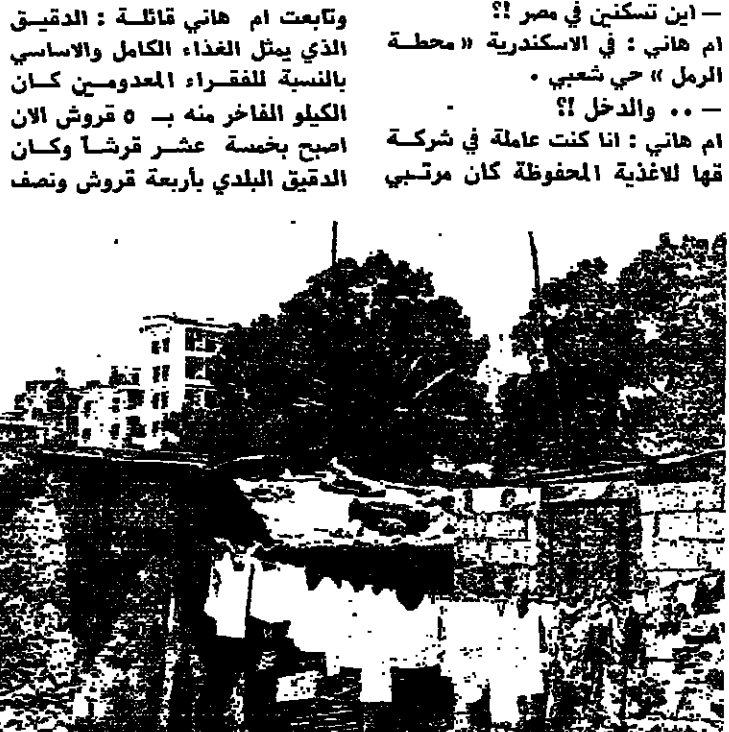 — اين تسكنين في مصر ؟!
ام هاني : في الاسكندرية « محطة
الرمل » حي شعبي .
— .. والدخل ؟!
ام هاني : انا كنت عاملة في شركة
قها للاغذية المحفوظة كان مرتبي
وتابعت ام هاني قائلة : الدقيق
الذي يمثل الغذاء الكامل والاساسي
بالنسبة للفقراء المعدومين كان
الكيلو الفاخر منه بـ ٥ قروش الان
اصبح بخمسة عشر قرشاً وكان
الدقيق البلدي بأربعة قروش ونصف